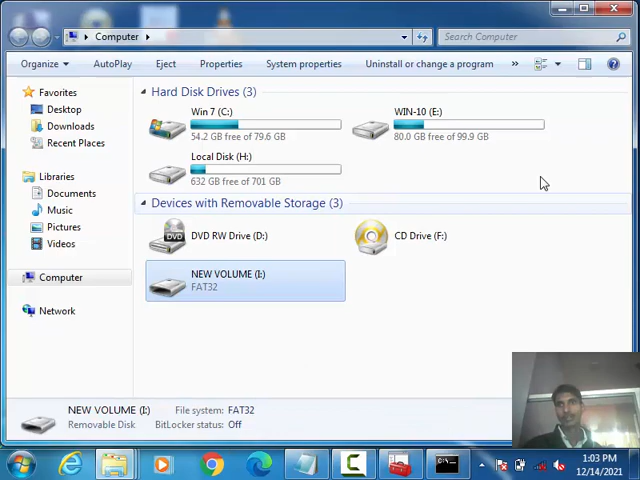 Computer
Search Computer
Organize
AutoPlay
Eject
Properties
System properties
Uninstall or change a program
»
Favorites
Desktop
Downloads
Recent Places
Libraries
Documents
Music
Pictures
Videos
Computer
Network
Hard Disk Drives (3)
Win 7 (C:)
54.2 GB free of 79.6 GB
WIN-10 (E:)
80.0 GB free of 99.9 GB
Local Disk (H:)
632 GB free of 701 GB
Devices with Removable Storage (3)
DVD RW Drive (D:)
CD Drive (F:)
NEW VOLUME (I:)
FAT32
NEW VOLUME (I:)
File system: FAT32
Removable Disk
BitLocker status: Off
1:03 PM
12/14/2021